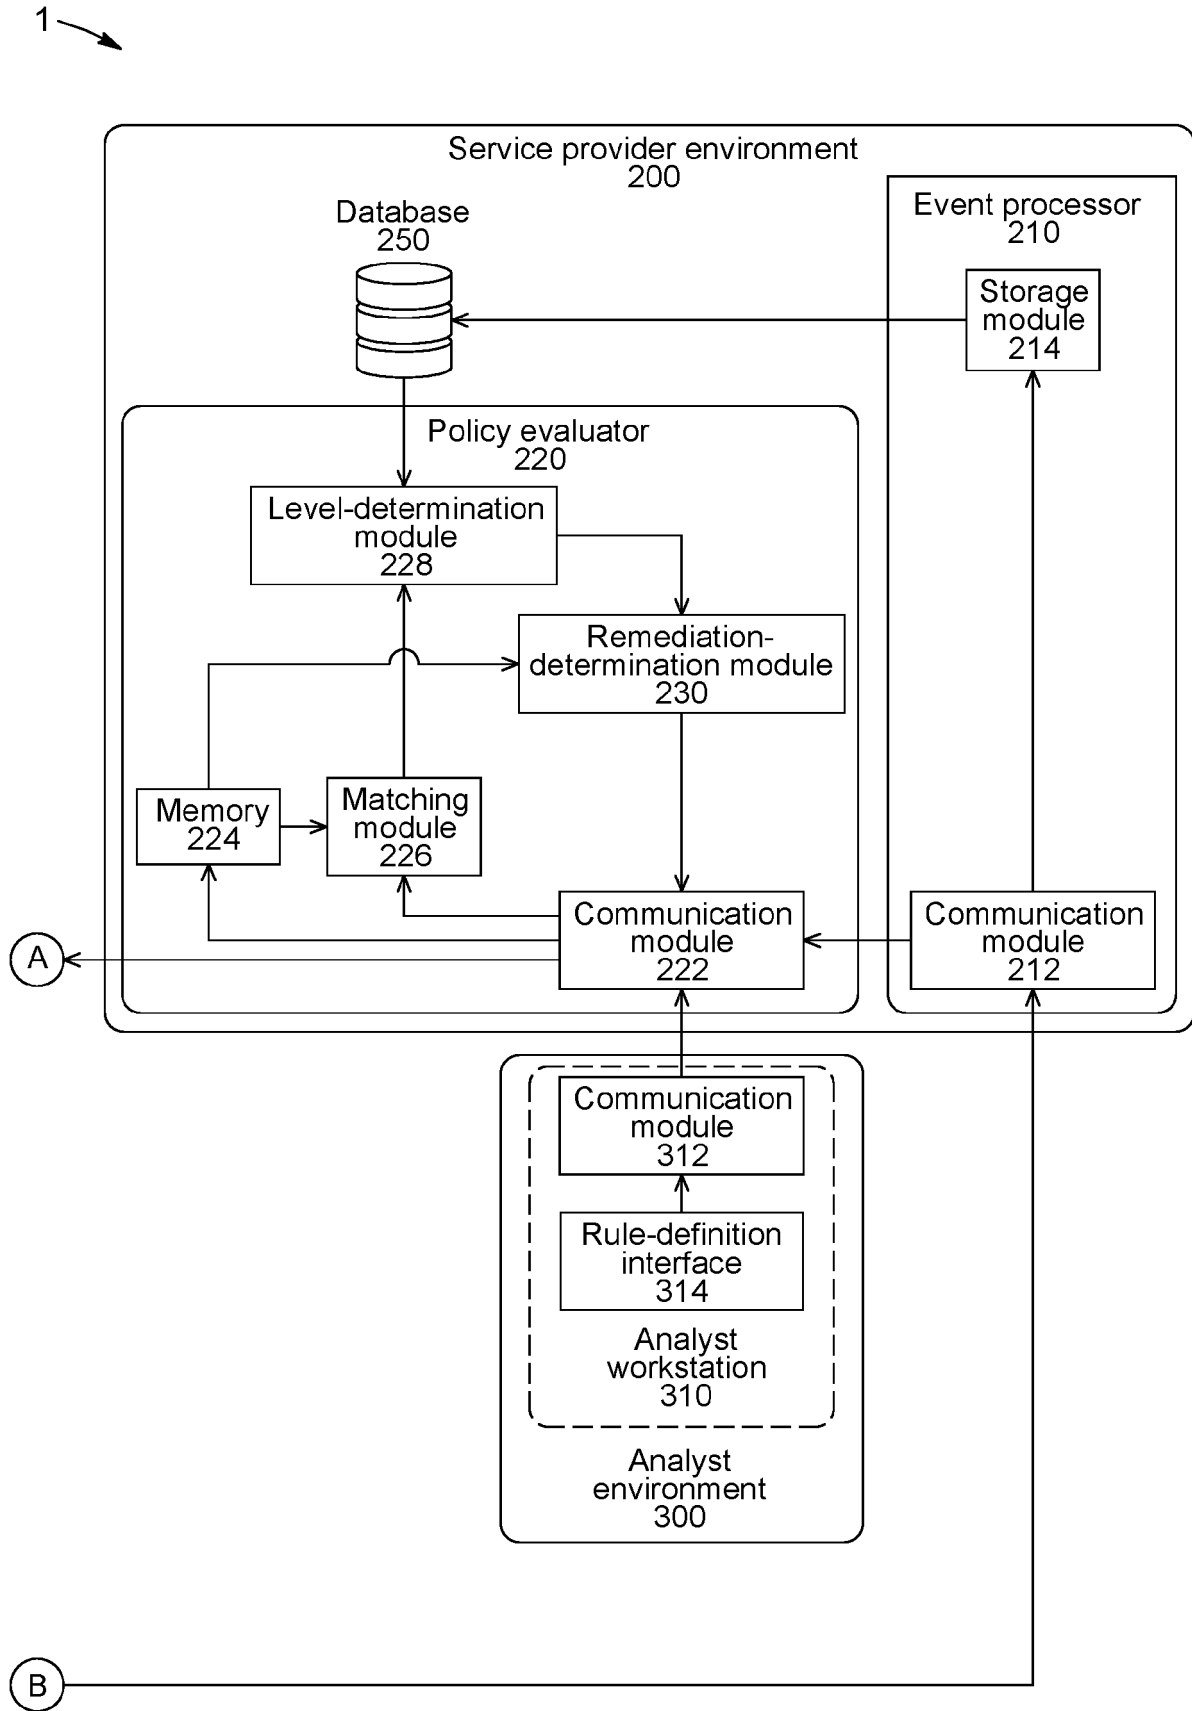 1
Service provider environment
200
Database
250
Event processor
210
Storage
module
214
Policy evaluator
220
Level-determination
module
228
Remediation-
determination module
230
Memory
224
Matching
module
226
Communication
module
222
Communication
module
212
A
Communication
module
312
Rule-definition
interface
314
Analyst
workstation
310
Analyst
environment
300
B